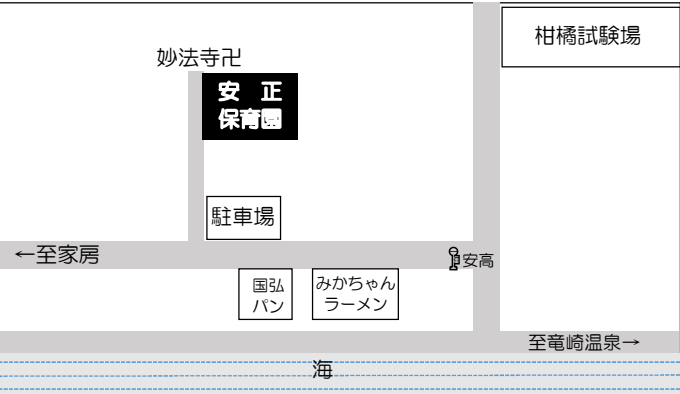 柑橘試験場
妙法寺卍
安 正
保育園
駐車場
←至家房
安高
国弘
パン
みかちゃん
ラーメン
至竜崎温泉→
海